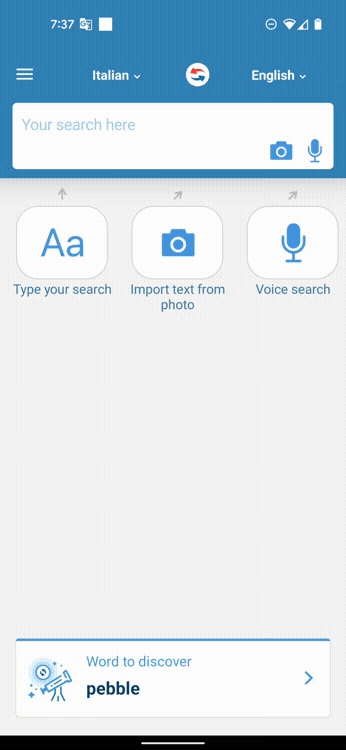 7:37
Italian English
Your search here
Aa
Type your search Import text from photo Voice search
Word to discover
pebble